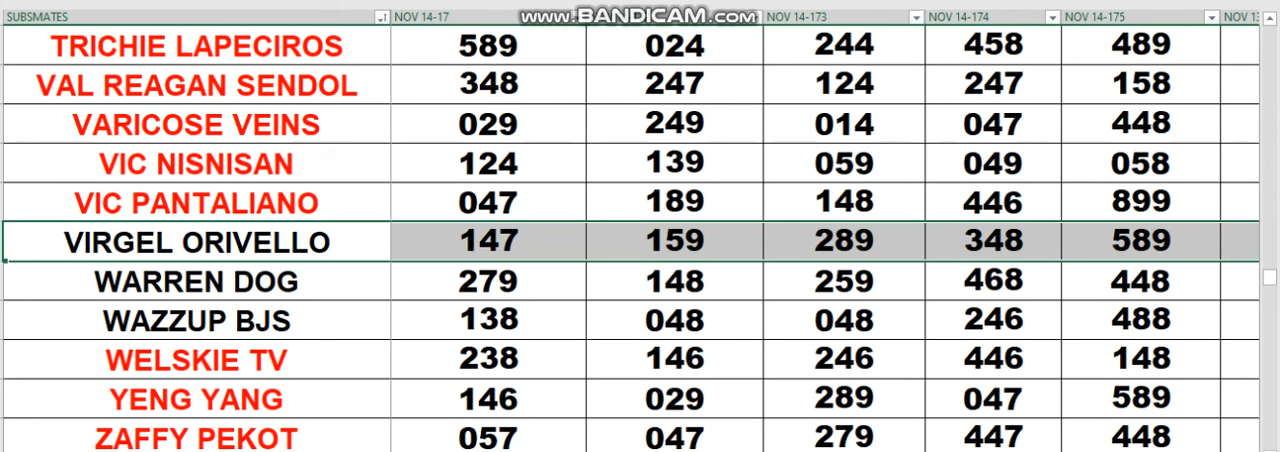 SUBSMATES NOV 14-17 www.BANDICAM.com NOV 14-173 NOV 14-174 NOV 14-175 NOV 13
TRICHIE LAPECIROS 589 024 244 458 489
VAL REAGAN SENDOL 348 247 124 247 158
VARICOSE VEINS 029 249 014 047 448
VIC NISNISAN 124 139 059 049 058
VIC PANTALIANO 047 189 148 446 899
VIRGEL ORIVELLO 147 159 289 348 589
WARREN DOG 279 148 259 468 448
WAZZUP BJS 138 048 048 246 488
WELSKIE TV 238 146 246 446 148
YENG YANG 146 029 289 047 589
ZAFFY PEKOT 057 047 279 447 448